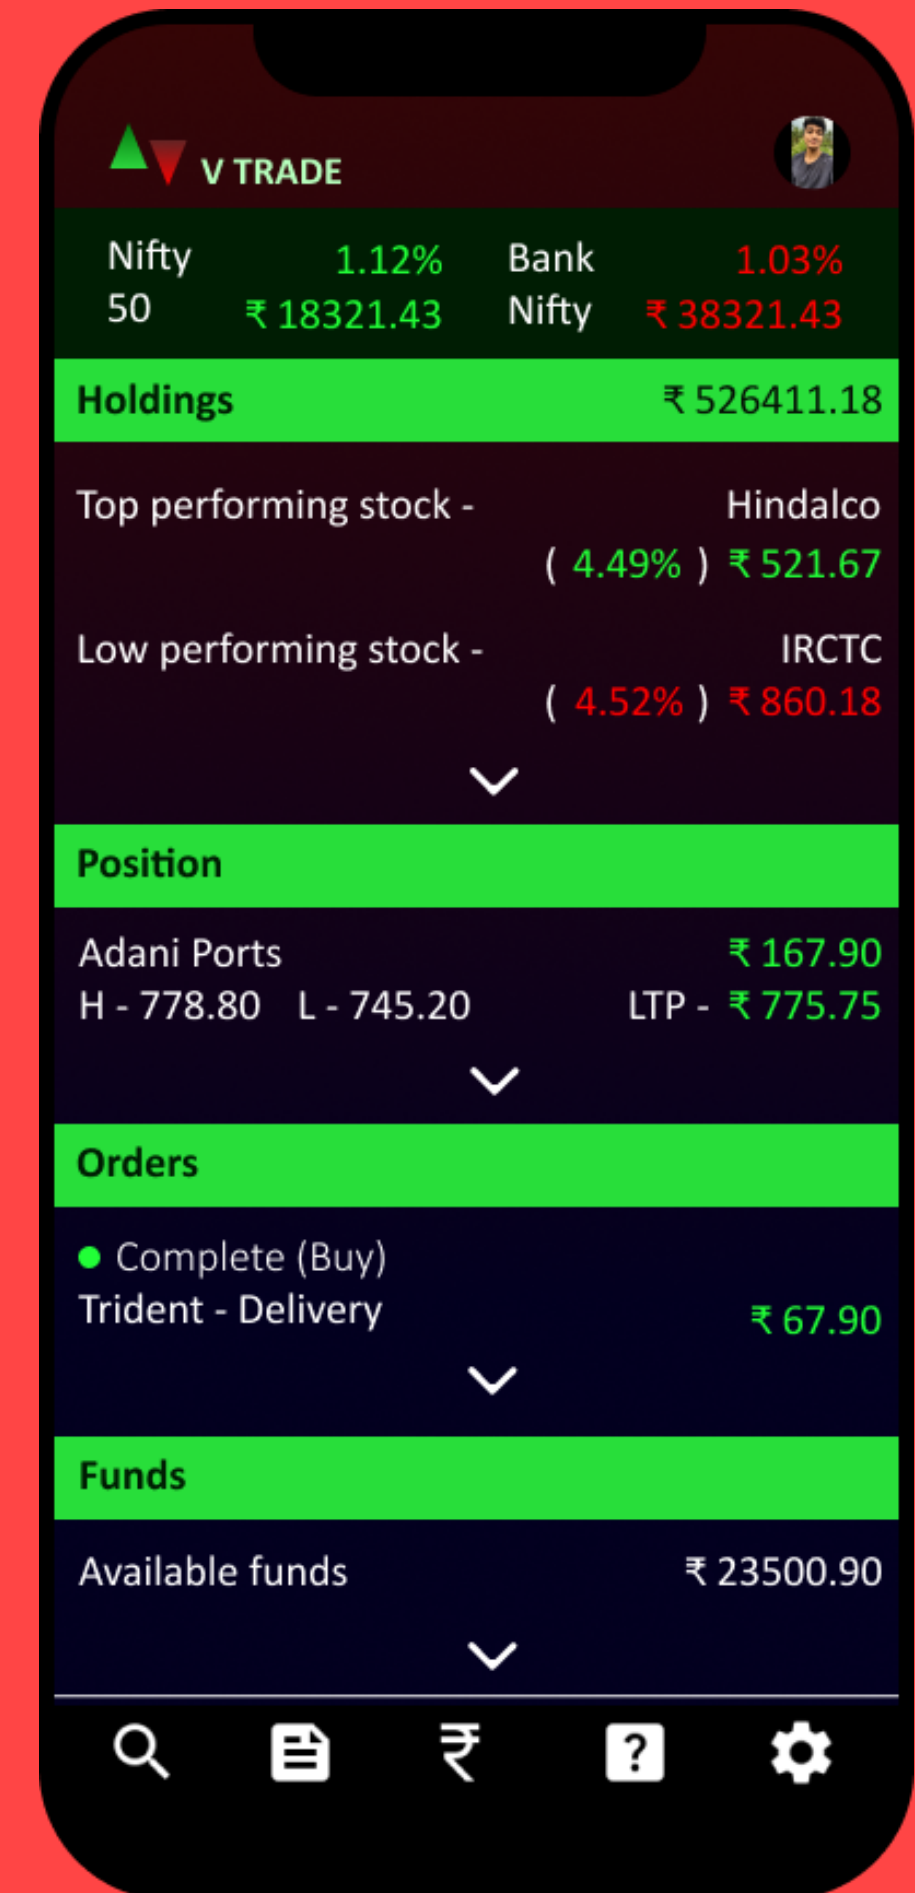 V TRADE
Nifty 50
1.12%
₹ 18321.43
Bank Nifty
1.03%
₹ 38321.43
Holdings ₹ 526411.18
Top performing stock - Hindalco
( 4.49% ) ₹ 521.67
Low performing stock - IRCTC
( 4.52% ) ₹ 860.18
Position
Adani Ports ₹ 167.90
H - 778.80 L - 745.20 LTP - ₹ 775.75
Orders
Complete (Buy)
Trident - Delivery ₹ 67.90
Funds
Available funds ₹ 23500.90
₹ ?